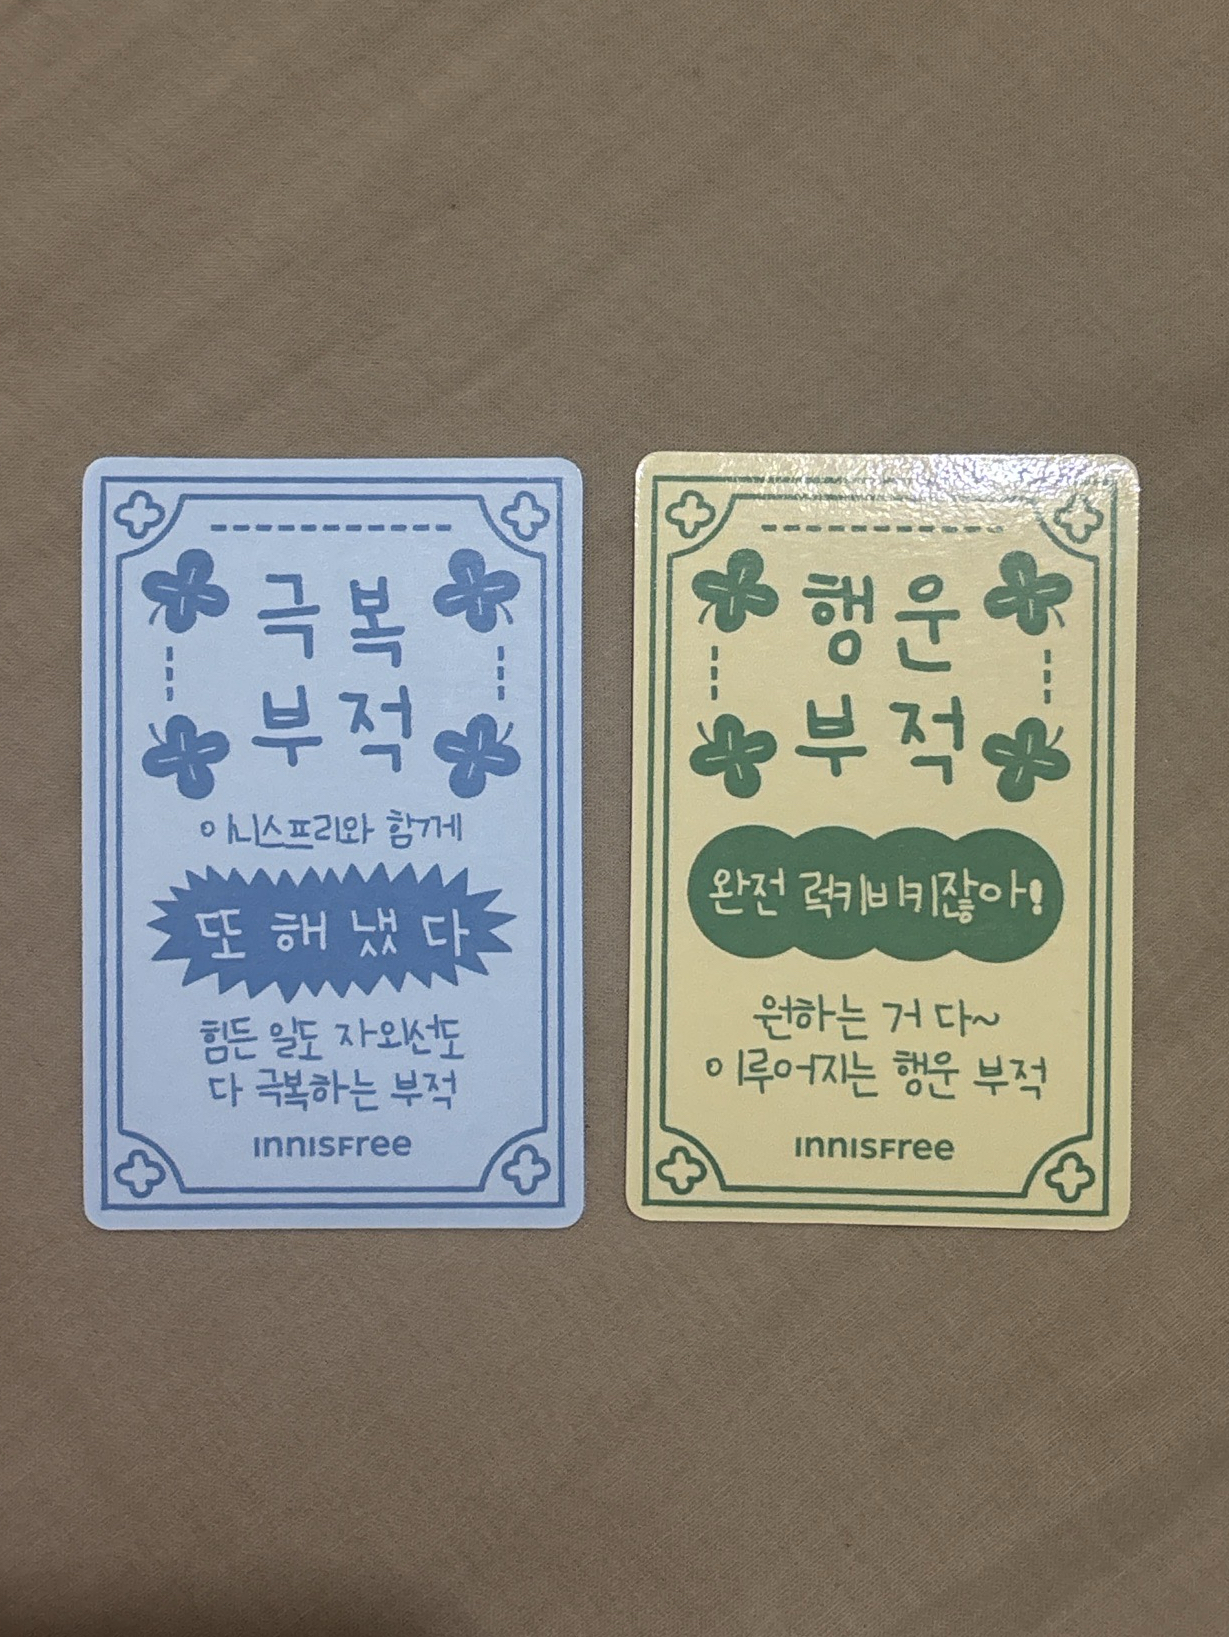 극복
부적
이니스프리와 함께
또 해 냈 다
힘든 일도 자외선도
다 극복하는 부적
INNISFree
행운
부적
완전 럭키비키잖아!
원하는 거 다~
이루어지는 행운 부적
INNISFree